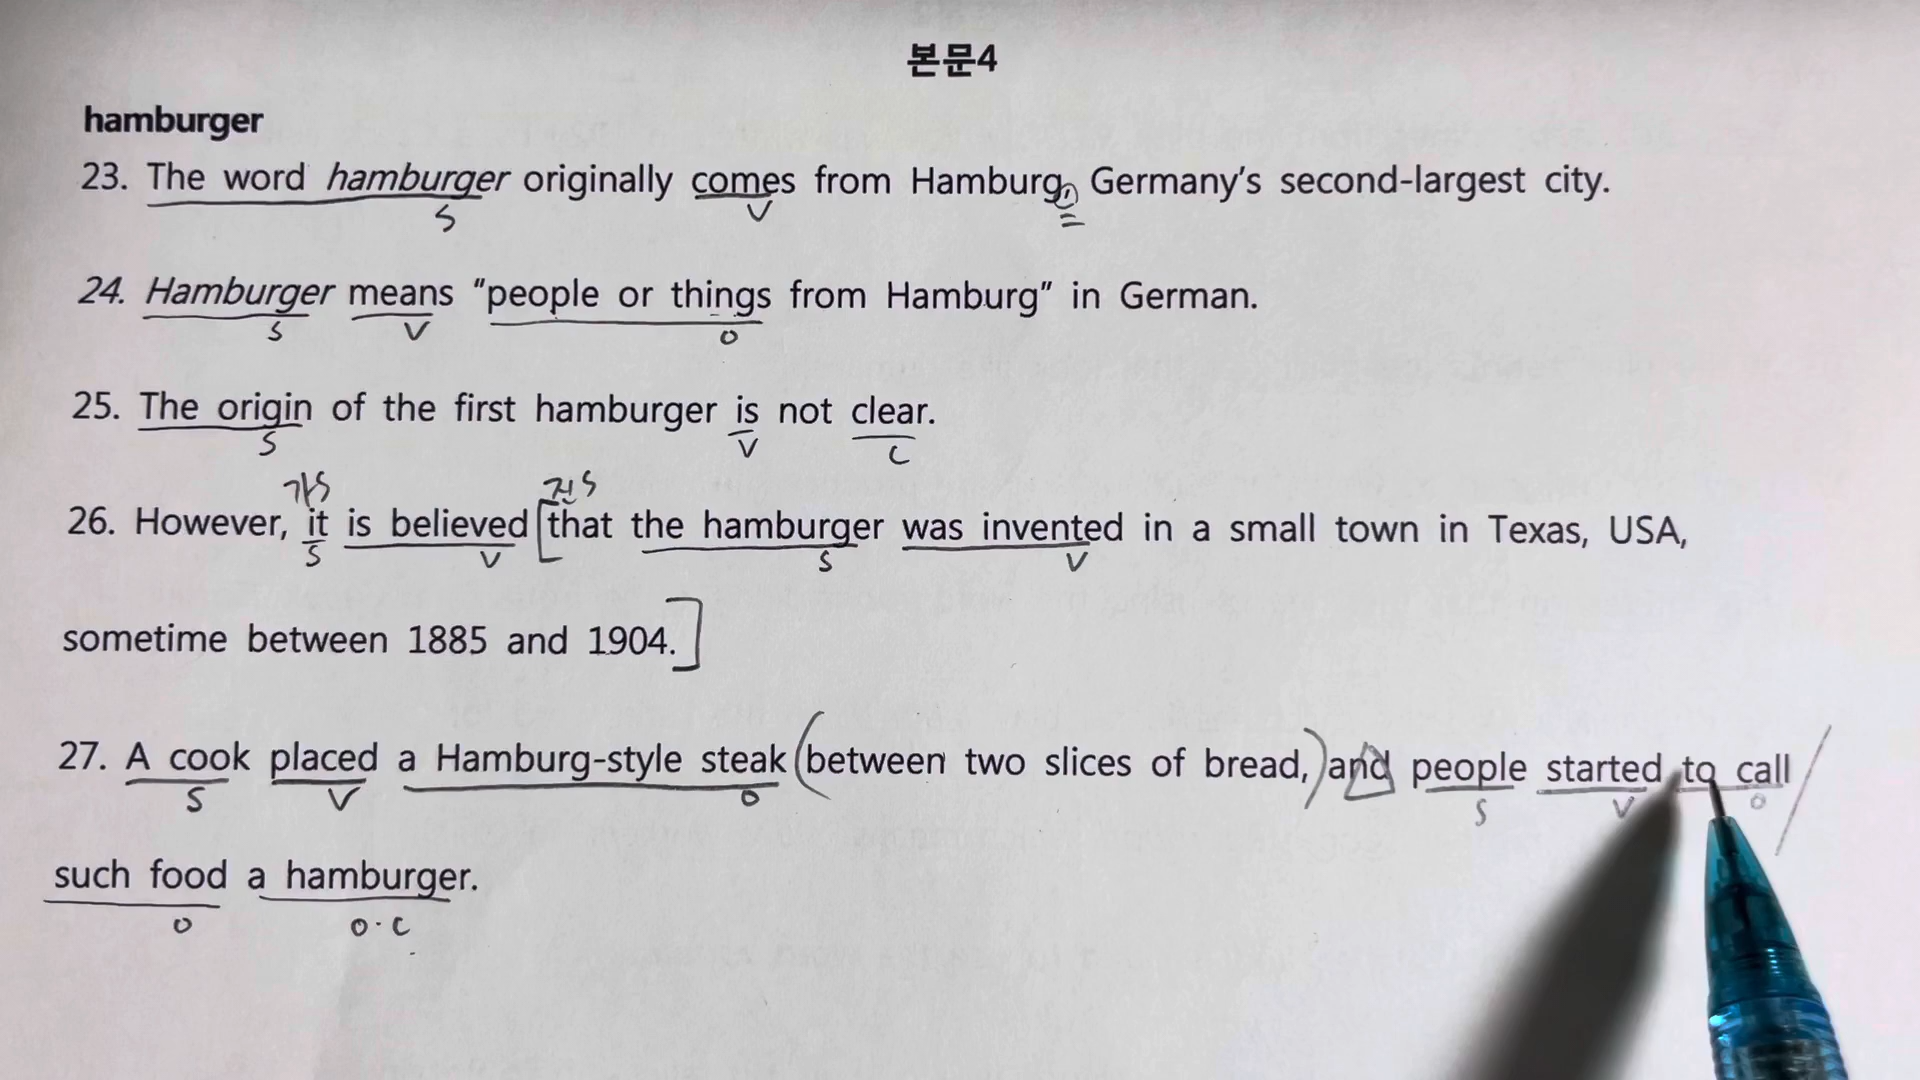 본문4
hamburger
23. The word hamburger originally comes from Hamburg, Germany's second-largest city.
S V
24. Hamburger means "people or things from Hamburg" in German.
S V O
25. The origin of the first hamburger is not clear.
S V C
가S 진S
26. However, it is believed [that the hamburger was invented in a small town in Texas, USA,
S V S V
sometime between 1885 and 1904.]
27. A cook placed a Hamburg-style steak (between two slices of bread,) and people started to call /
S V O S V O
such food a hamburger.
O O·C